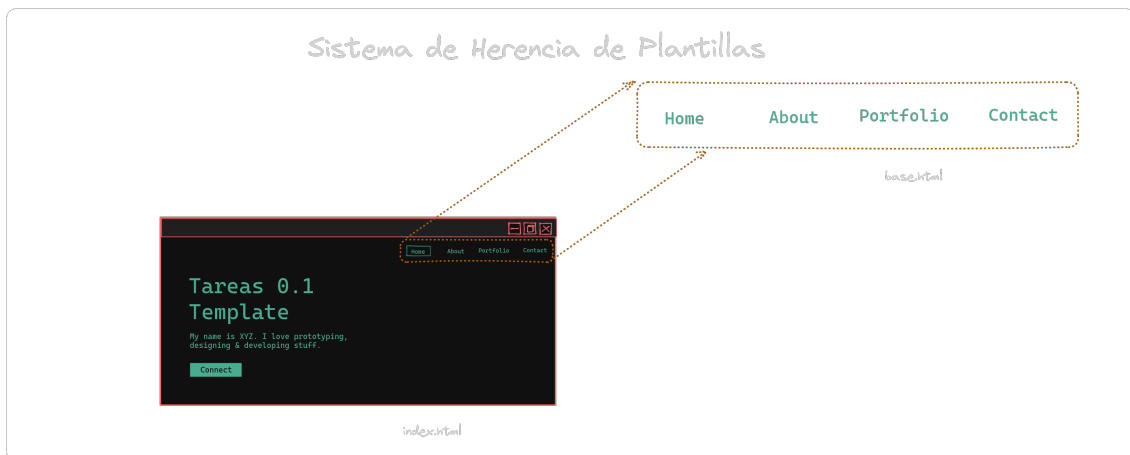 Sistema de Herencia de Plantillas
Home About Portfolio Contact
base.html
Home About Portfolio Contact
Tareas 0.1
Template
My name is XYZ. I love prototyping,
designing & developing stuff.
Connect
index.html